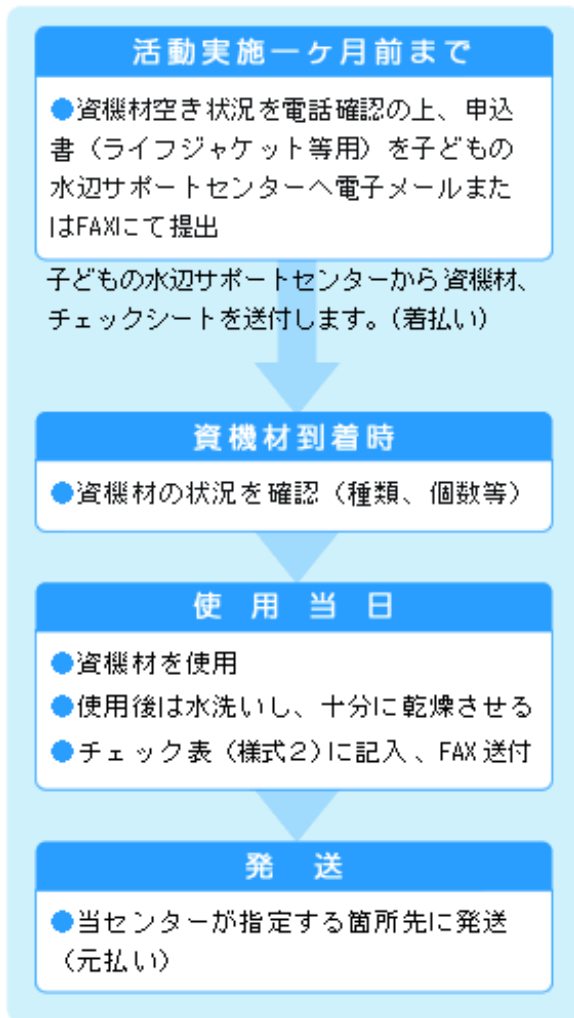 活動実施一ヶ月前まで
●資機材空き状況を電話確認の上、申込
書（ライフジャケット等用）を子どもの
水辺サポートセンターへ電子メールまた
はFAXにて提出
子どもの水辺サポートセンターから資機材、
チェックシートを送付します。(着払い)
資機材到着時
●資機材の状況を確認（種類、個数等）
使用当日
●資機材を使用
●使用後は水洗いし、十分に乾燥させる
●チェック表（様式２）に記入、FAX送付
発送
●当センターが指定する箇所先に発送
（元払い）